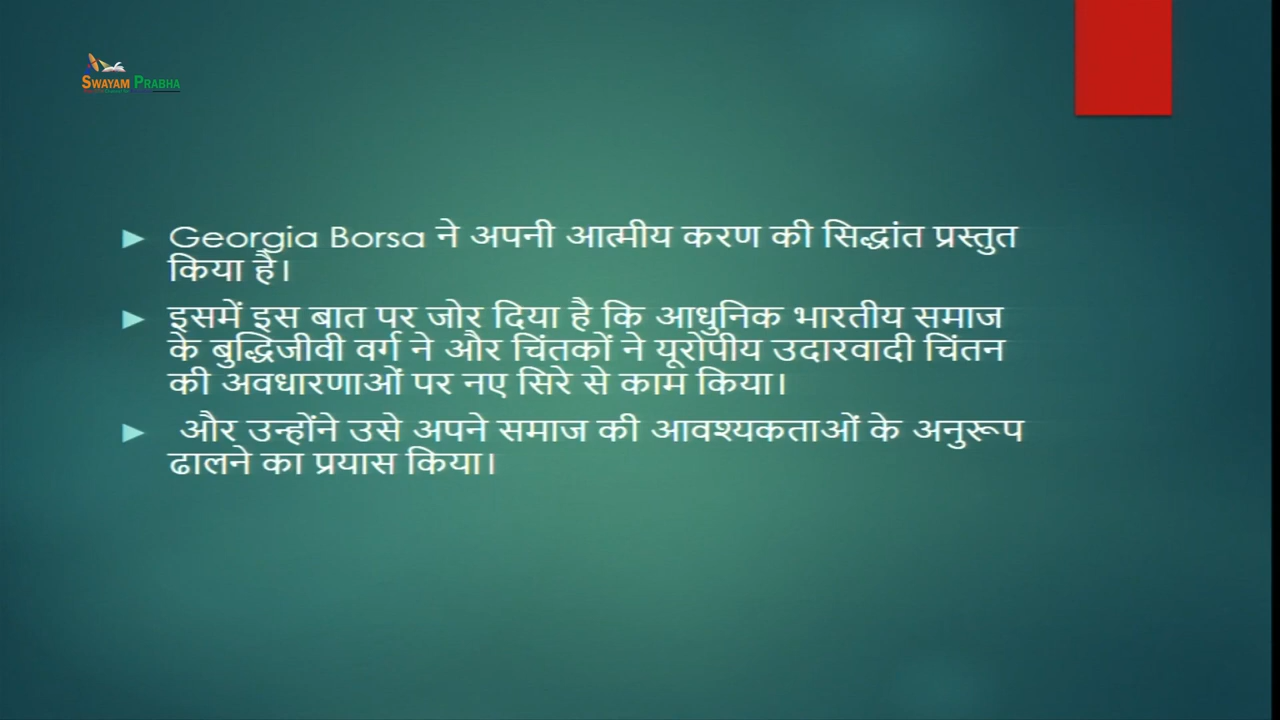 SWAYAM PRABHA
Georgia Borsa ने अपनी आत्मीय करण की सिद्धांत प्रस्तुत
किया है।
इसमें इस बात पर जोर दिया है कि आधुनिक भारतीय समाज
के बुद्धिजीवी वर्ग ने और चिंतकों ने यूरोपीय उदारवादी चिंतन
की अवधारणाओं पर नए सिरे से काम किया।
और उन्होंने उसे अपने समाज की आवश्यकताओं के अनुरूप
ढालने का प्रयास किया।